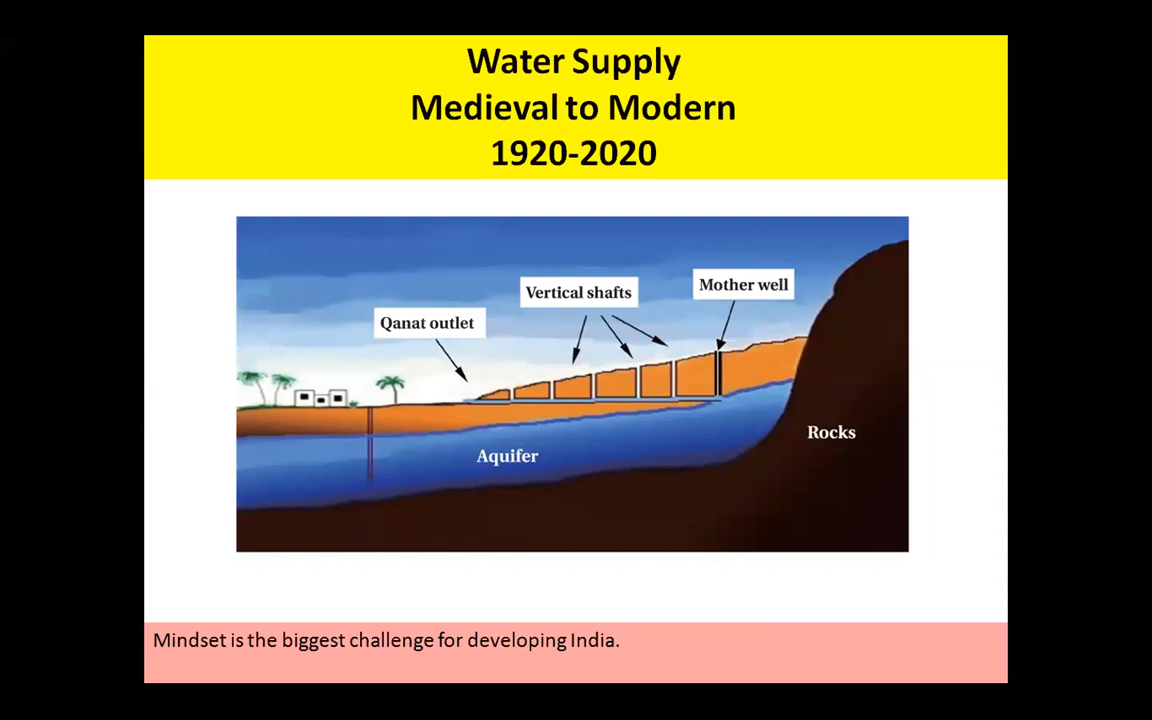 Water Supply
Medieval to Modern
1920-2020
Mother well
Vertical shafts
Qanat outlet
Rocks
Aquifer
Mindset is the biggest challenge for developing India.